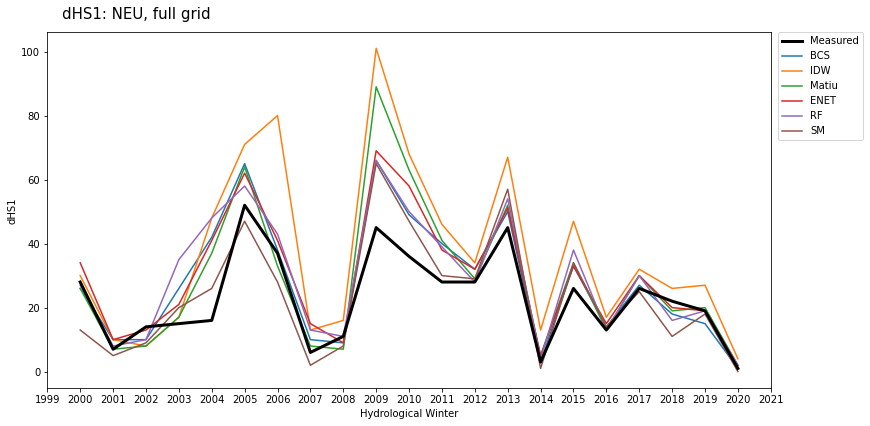 dHS1: NEU, full grid
Measured
BCS
IDW
Matiu
ENET
RF
SM
100
80
60
40
20
0
dHS1
1999 2000 2001 2002 2003 2004 2005 2006 2007 2008 2009 2010 2011 2012 2013 2014 2015 2016 2017 2018 2019 2020 2021
Hydrological Winter